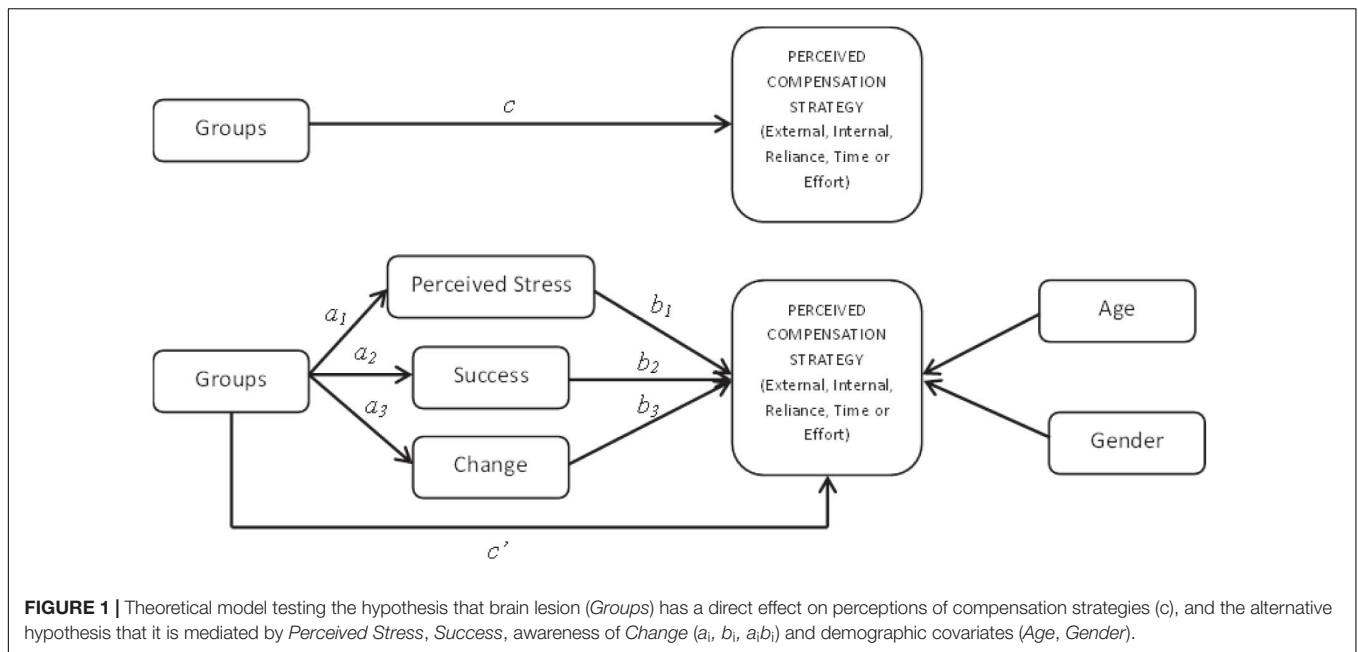 PERCEIVED
COMPENSATION
STRATEGY
(External, Internal,
Reliance, Time or
Effort)
c
Groups
Perceived Stress
a1
b1
PERCEIVED
COMPENSATION
STRATEGY
(External, Internal,
Reliance, Time or
Effort)
Age
Groups
a2
Success
b2
a3
b3
Change
Gender
c'
FIGURE 1 | Theoretical model testing the hypothesis that brain lesion (Groups) has a direct effect on perceptions of compensation strategies (c), and the alternative
hypothesis that it is mediated by Perceived Stress, Success, awareness of Change (ai, bi, aibi) and demographic covariates (Age, Gender).